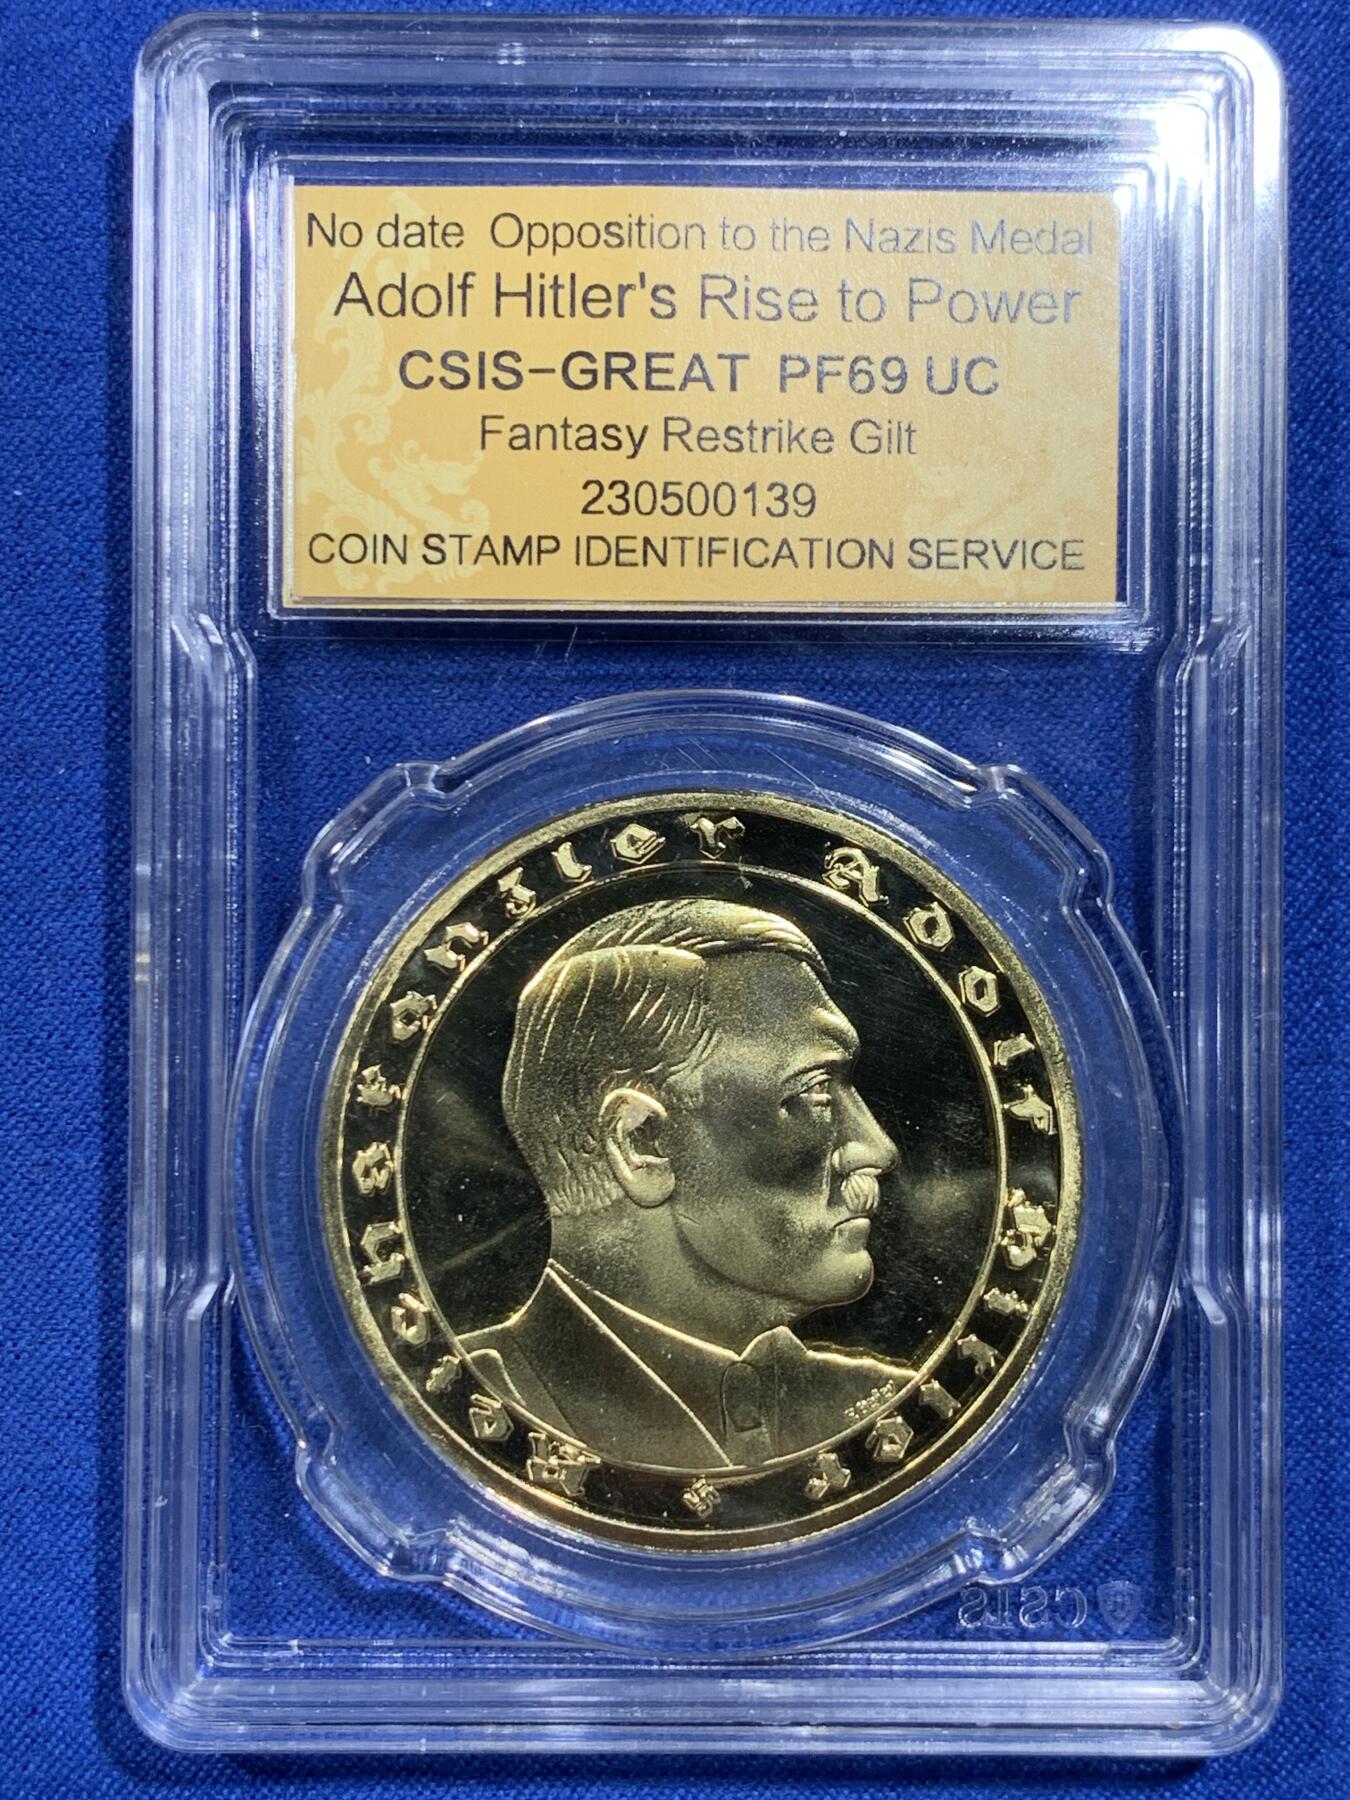 No date Opposition to the Nazis Medal
Adolf Hitler's Rise to Power
CSIS-GREAT PF69 UC
Fantasy Restrike Gilt
230500139
COIN STAMP IDENTIFICATION SERVICE
Reichskanzler Adolf Hitler
CSIS